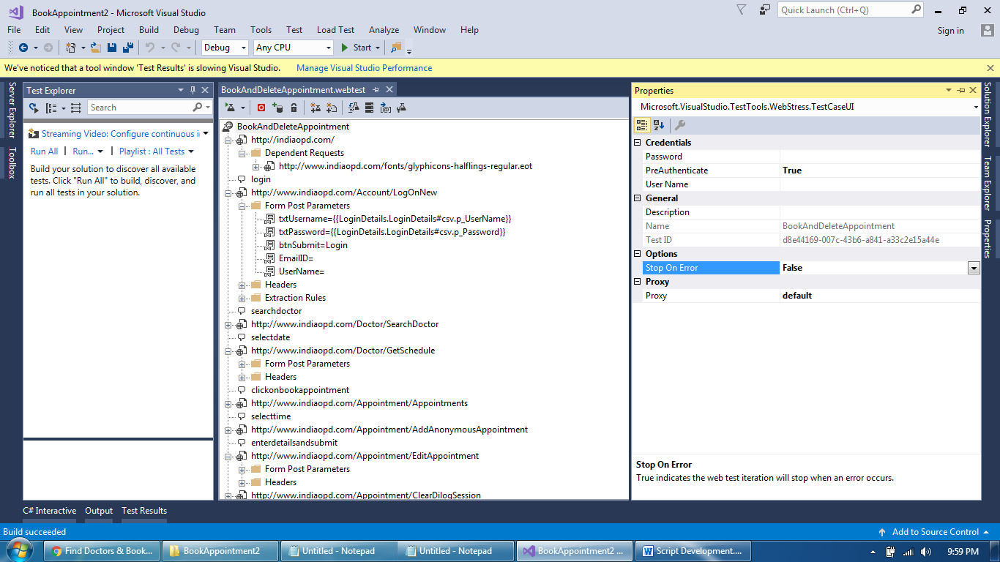 BookAppointment2 - Microsoft Visual Studio
Quick Launch (Ctrl+Q)
File Edit View Project Build Debug Team Tools Test Load Test Analyze Window Help
Sign in
Debug Any CPU Start
We've noticed that a tool window 'Test Results' is slowing Visual Studio. Manage Visual Studio Performance
Server Explorer
Toolbox
Test Explorer
Search
Streaming Video: Configure continuous i
Run All | Run... | Playlist : All Tests
Build your solution to discover all available
tests. Click "Run All" to build, discover, and
run all tests in your solution.
BookAndDeleteAppointment.webtest
BookAndDeleteAppointment
http://indiaopd.com/
Dependent Requests
http://www.indiaopd.com/fonts/glyphicons-halflings-regular.eot
login
http://www.indiaopd.com/Account/LogOnNew
Form Post Parameters
txtUsername={{LoginDetails.LoginDetails#csv.p_UserName}}
txtPassword={{LoginDetails.LoginDetails#csv.p_Password}}
btnSubmit=Login
EmailID=
UserName=
Headers
Extraction Rules
searchdoctor
http://www.indiaopd.com/Doctor/SearchDoctor
selectdate
http://www.indiaopd.com/Doctor/GetSchedule
Form Post Parameters
Headers
clickonbookappointment
http://www.indiaopd.com/Appointment/Appointments
selecttime
http://www.indiaopd.com/Appointment/AddAnonymousAppointment
enterdetailsandsubmit
http://www.indiaopd.com/Appointment/EditAppointment
Form Post Parameters
Headers
http://www.indiaopd.com/Appointment/ClearDilogSession
Properties
Microsoft.VisualStudio.TestTools.WebStress.TestCaseUI
Credentials
Password
PreAuthenticate True
User Name
General
Description
Name BookAndDeleteAppointment
Test ID d8e44169-007c-43b6-a841-a33c2e15a44e
Options
Stop On Error False
Proxy
Proxy default
Stop On Error
True indicates the web test iteration will stop when an error occurs.
Solution Explorer
Team Explorer
Properties
C# Interactive Output Test Results
Build succeeded
Add to Source Control
Find Doctors & Book... BookAppointment2 Untitled - Notepad Untitled - Notepad BookAppointment2 ... Script Development.... 9:59 PM